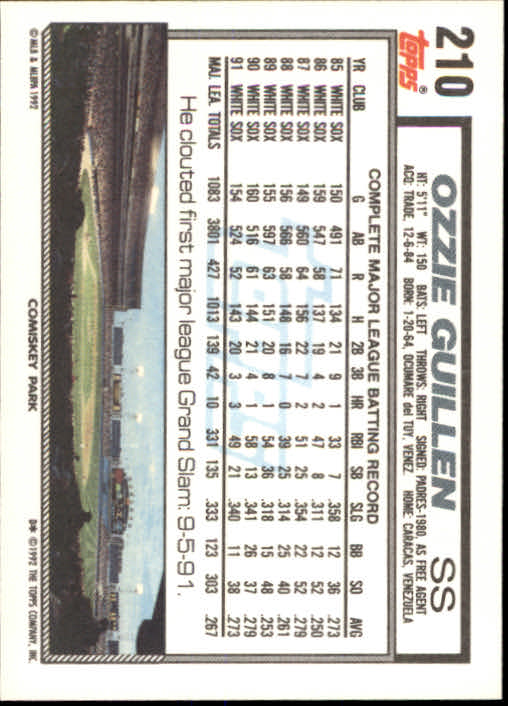 210
Topps®
OZZIE GUILLEN SS
HT: 5'11" WT: 150 BATS: LEFT THROWS: RIGHT SIGNED: PADRES-1980, AS FREE AGENT
ACQ: TRADE, 12-6-84 BORN: 1-20-64, OCUMARE del TUY, VENEZ. HOME: CARACAS, VENEZUELA
COMPLETE MAJOR LEAGUE BATTING RECORD
YR CLUB G AB R H 2B 3B HR RBI SB SLG BB SO AVG
85 WHITE SOX 150 491 71 134 21 9 1 33 7 .358 12 36 .273
86 WHITE SOX 159 547 58 137 19 4 2 47 8 .311 12 52 .250
87 WHITE SOX 149 560 64 156 22 7 2 51 25 .354 22 52 .279
88 WHITE SOX 156 566 58 148 16 7 0 39 25 .314 25 40 .261
89 WHITE SOX 155 597 63 151 20 8 1 54 36 .318 15 48 .253
90 WHITE SOX 160 516 61 144 21 4 1 58 13 .341 26 37 .279
91 WHITE SOX 154 524 52 143 20 3 3 49 21 .340 11 38 .273
MAJ. LEA. TOTALS 1083 3801 427 1013 139 42 10 331 135 .333 123 303 .267
He clouted first major league Grand Slam: 9-5-91.
© MLB & MLBPA 1992
COMISKEY PARK
D* © 1992 THE TOPPS COMPANY, INC.